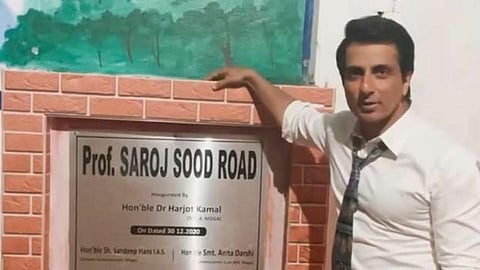 Prof. SAROJ SOOD ROAD
Inaugurated By
Hon'ble Dr Harjot Kamal
On Dated 30 12.2020
Hon'ble Sh. Sandeep Hans I.A.S.
Hon'ble Smt. Anita Darshi